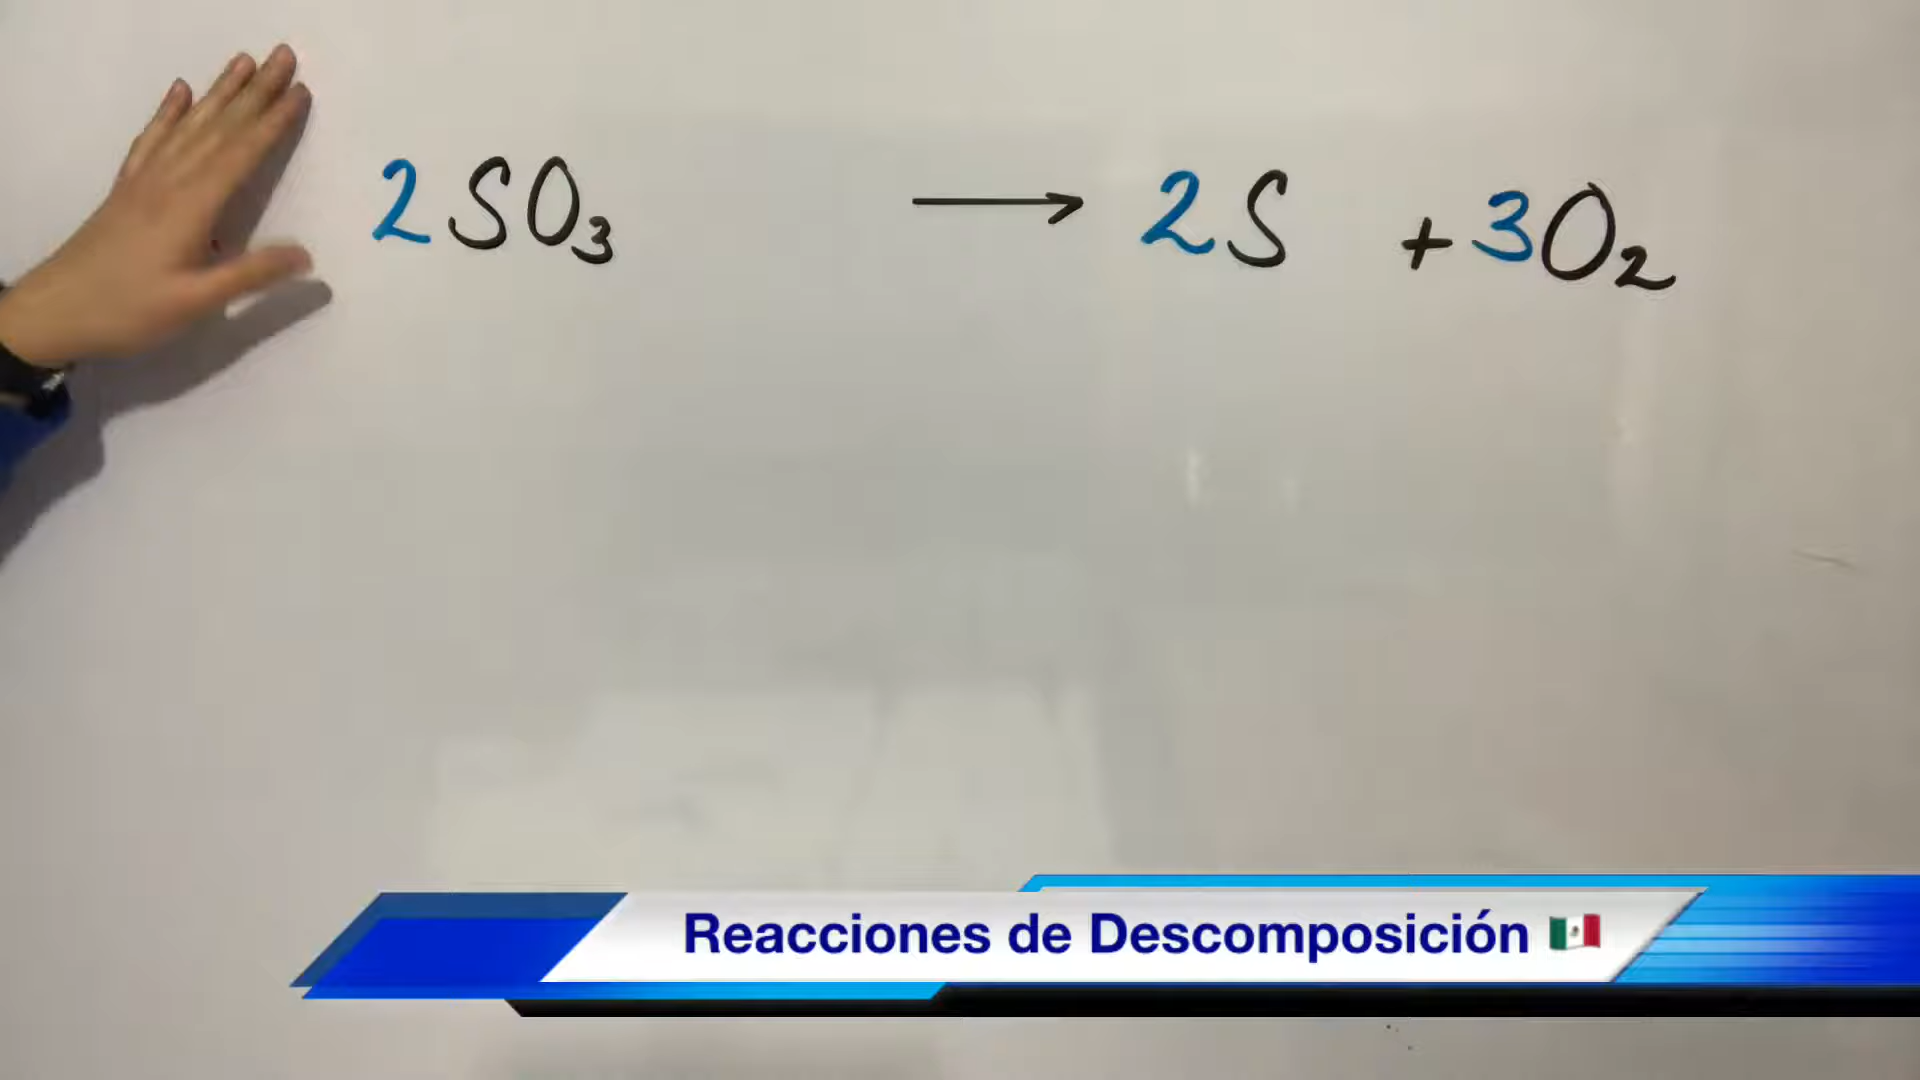 2SO₃ → 2S + 3O₂
Reacciones de Descomposición 🇲🇽